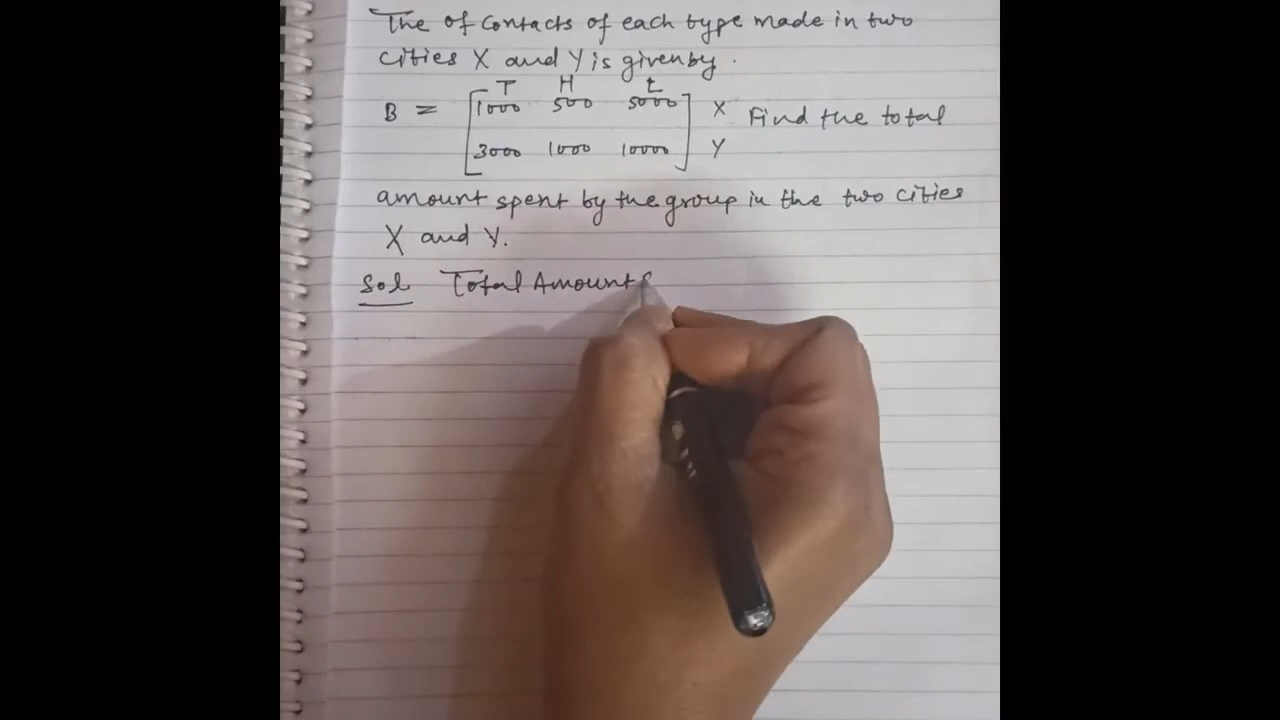 The of Contacts of each type made in two
cities X and Y is given by.
T H L
B = [1000 500 5000] X Find the total
[3000 1000 10000] Y
amount spent by the group in the two cities
X and Y.
Sol Total Amount s